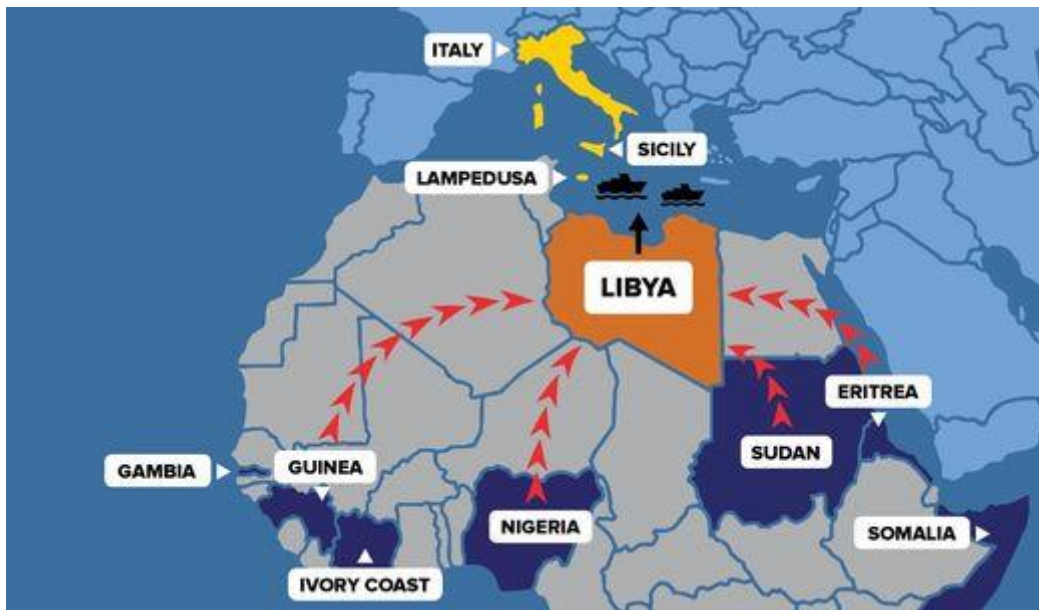 ITALY
SICILY
LAMPEDUSA
LIBYA
ERITREA
GAMBIA
GUINEA
SUDAN
NIGERIA
SOMALIA
IVORY COAST